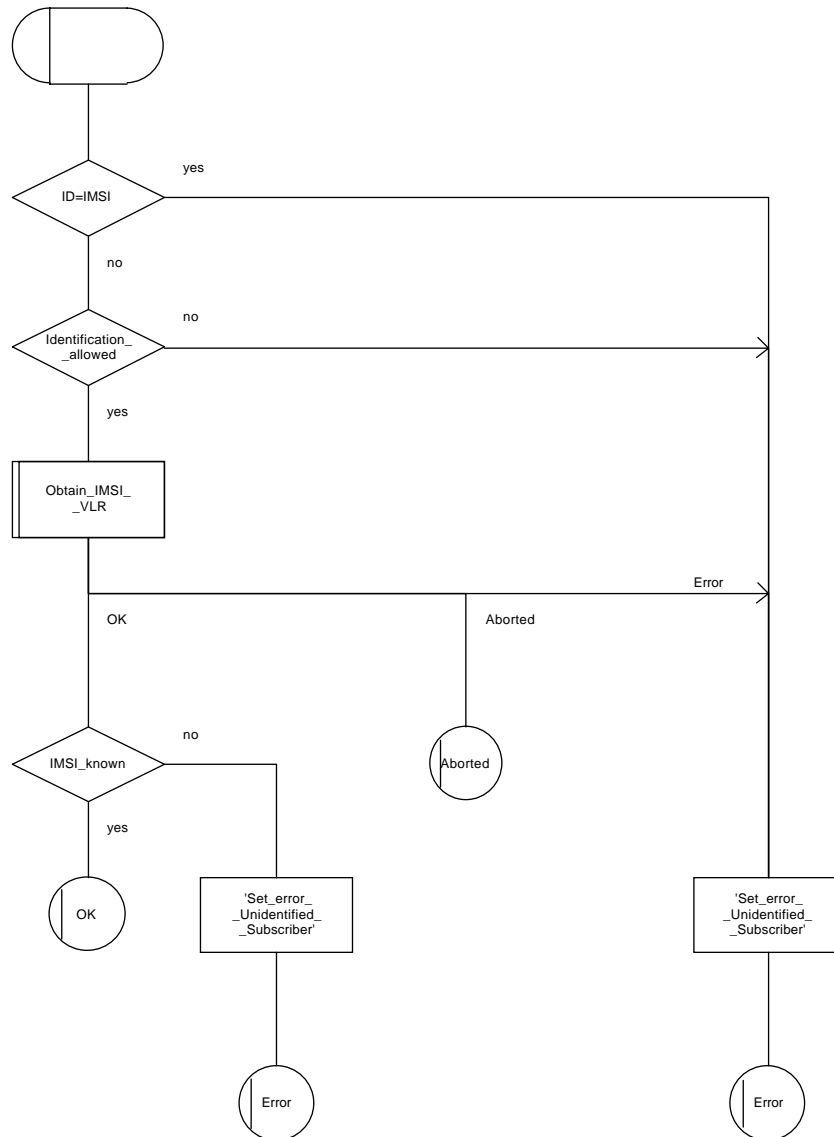 yes
ID=IMSI
no
no
Identification_
_allowed
yes
Obtain_IMSI_
_VLR
Error
OK
Aborted
no
IMSI_known
Aborted
yes
OK
'Set_error_
_Unidentified_
_Subscriber'
'Set_error_
_Unidentified_
_Subscriber'
Error
Error